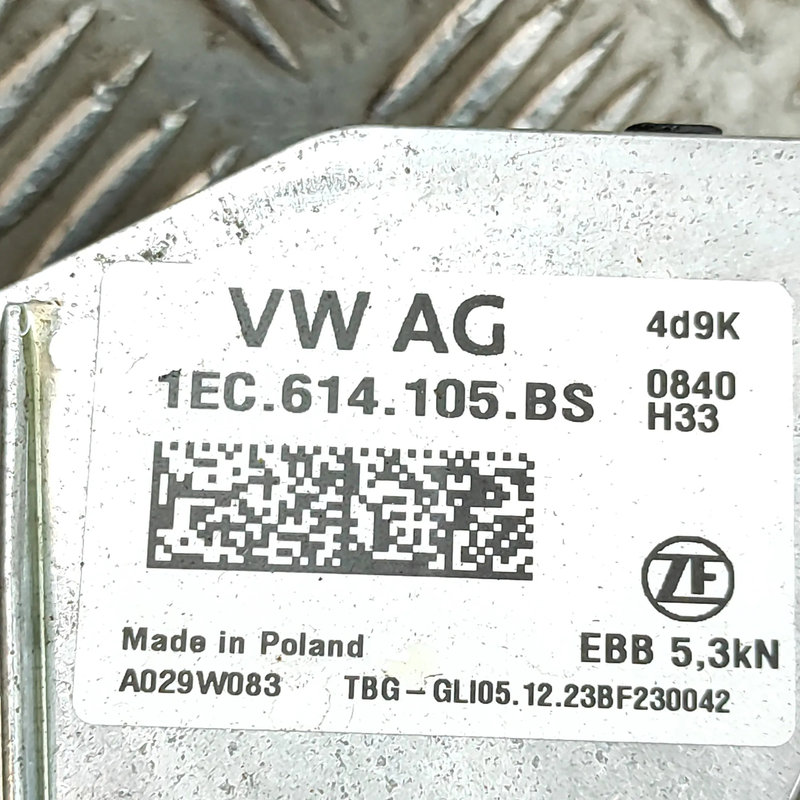 VW AG
1EC.614.105.BS
4d9K
0840
H33
ZF
EBB 5,3kN
Made in Poland
A029W083
TBG-GLI05.12.23BF230042